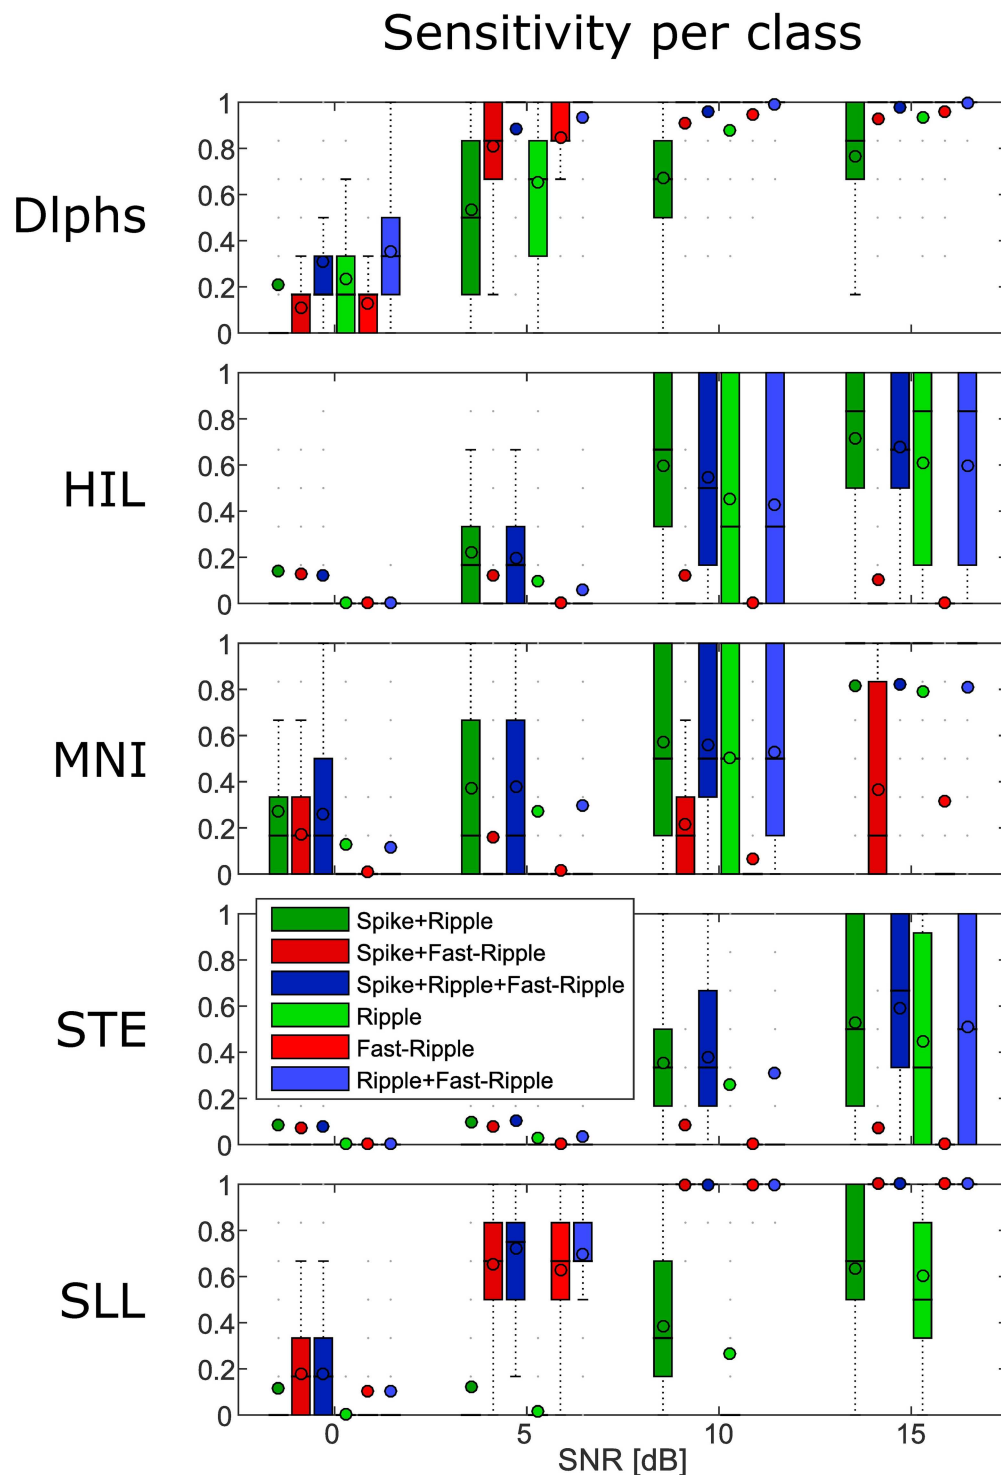 Sensitivity per class
Dlphs
1
0.8
0.6
0.4
0.2
0
HIL
1
0.8
0.6
0.4
0.2
0
MNI
1
0.8
0.6
0.4
0.2
0
STE
1
0.8
0.6
0.4
0.2
0
Spike+Ripple
Spike+Fast-Ripple
Spike+Ripple+Fast-Ripple
Ripple
Fast-Ripple
Ripple+Fast-Ripple
SLL
1
0.8
0.6
0.4
0.2
0
0 5 10 15
SNR [dB]